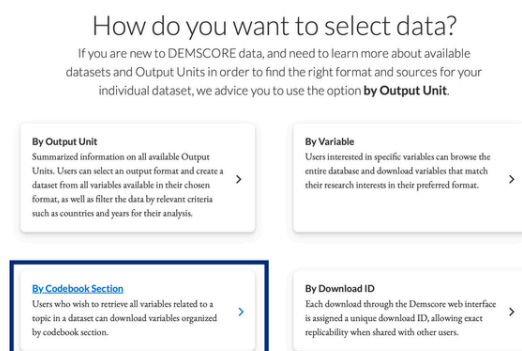 How do you want to select data?
If you are new to DEMSCORE data, and need to learn more about available
datasets and Output Units in order to find the right format and sources for your
individual dataset, we advice you to use the option by Output Unit.
By Output Unit
Summarized information on all available Output
Units. Users can select an output format and create a
dataset from all variables available in their chosen
format, as well as filter the data by relevant criteria
such as countries and years for their analysis.
By Variable
Users interested in specific variables can browse the
entire database and download variables that match
their research interests in their preferred format.
By Codebook Section
Users who wish to retrieve all variables related to a
topic in a dataset can download variables organized
by codebook section.
By Download ID
Each download through the Demscore web interface
is assigned a unique download ID, allowing exact
replicability when shared with other users.